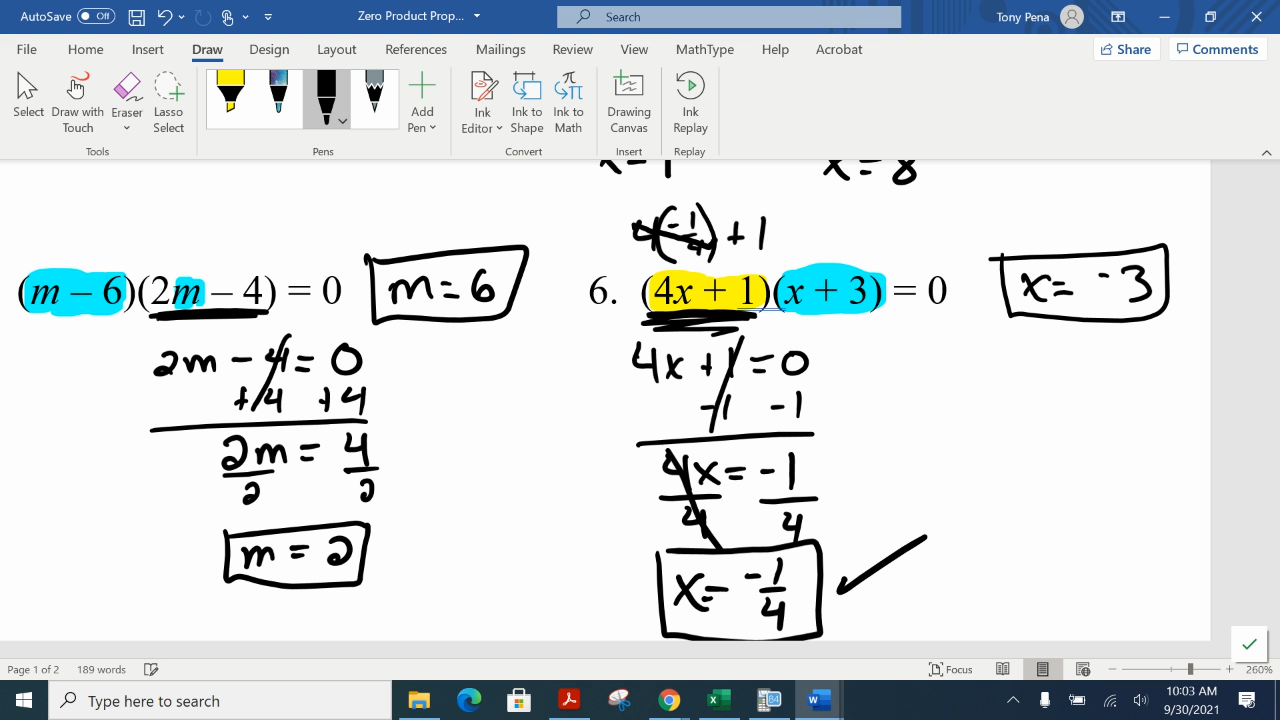 AutoSave Off Zero Product Prop... Search Tony Pena
File Home Insert Draw Design Layout References Mailings Review View MathType Help Acrobat Share Comments
Select Draw with Touch Eraser Lasso Select Add Pen Ink Editor Ink to Shape Ink to Math Drawing Canvas Ink Replay
Tools Pens Convert Insert Replay
x=1 x=8
4(-1/4) + 1
(m – 6)(2m – 4) = 0 m=6 6. (4x + 1)(x + 3) = 0 x= -3
2m - 4 = 0 4x + 1 = 0
+4 +4 -1 -1
2m = 4 4x = -1
2 2 4 4
m = 2 x= -1/4
Page 1 of 2 189 words Focus 260%
Type here to search 84 10:03 AM
9/30/2021